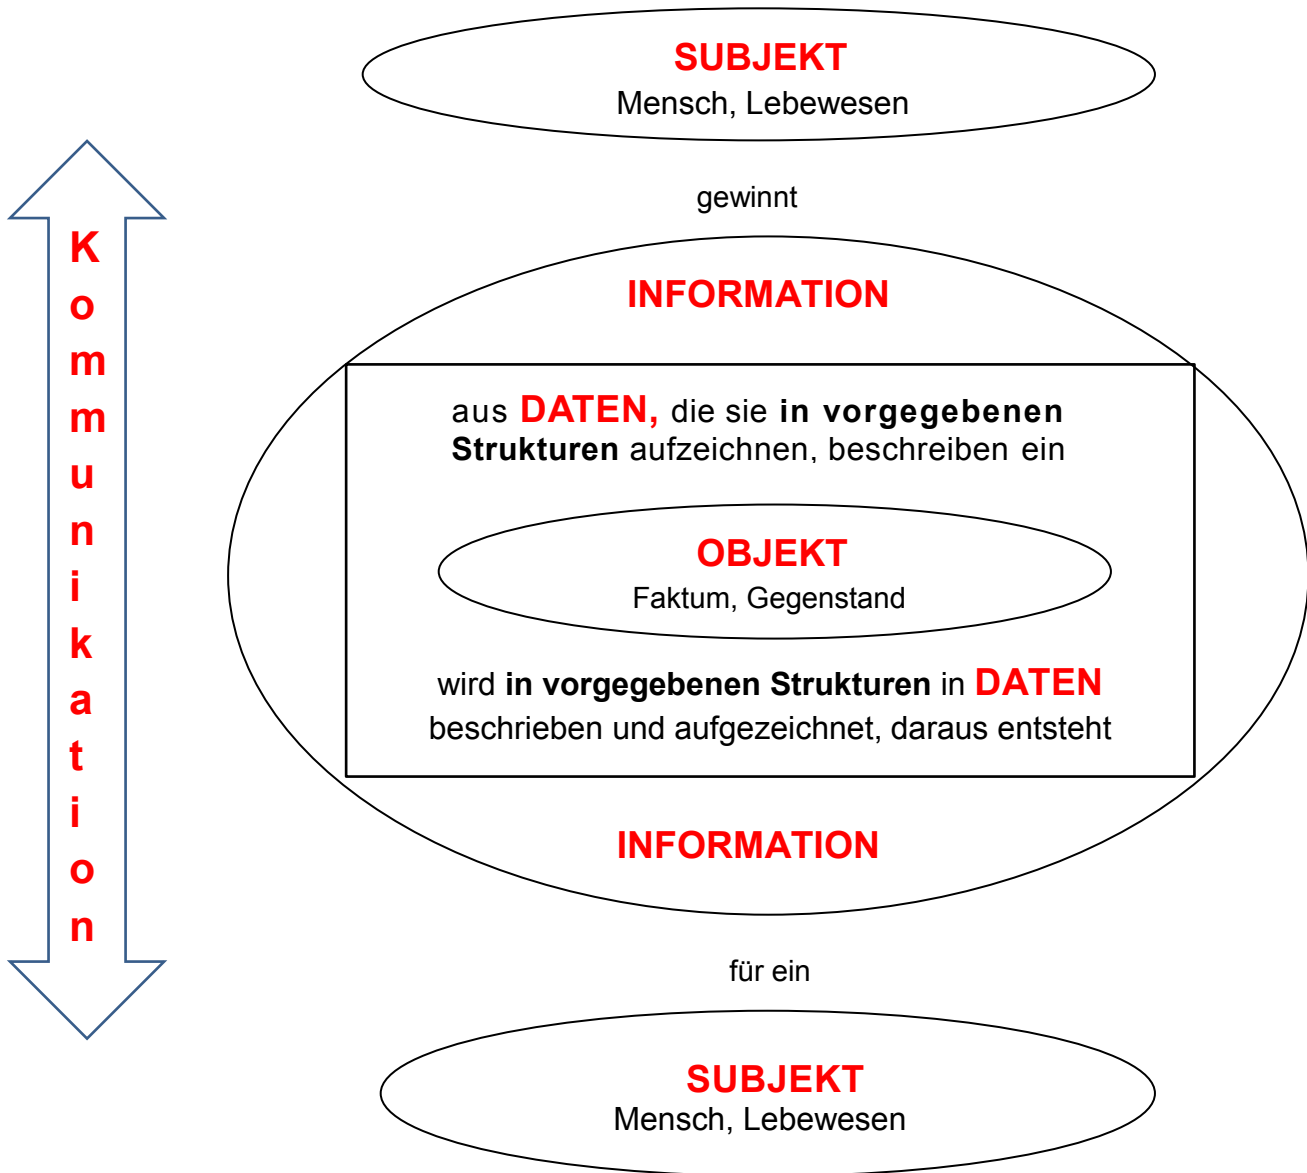 SUBJEKT
Mensch, Lebewesen
gewinnt
Kommunikation
INFORMATION
aus DATEN, die sie in vorgegebenen
Strukturen aufzeichnen, beschreiben ein
OBJEKT
Faktum, Gegenstand
wird in vorgegebenen Strukturen in DATEN
beschrieben und aufgezeichnet, daraus entsteht
INFORMATION
für ein
SUBJEKT
Mensch, Lebewesen